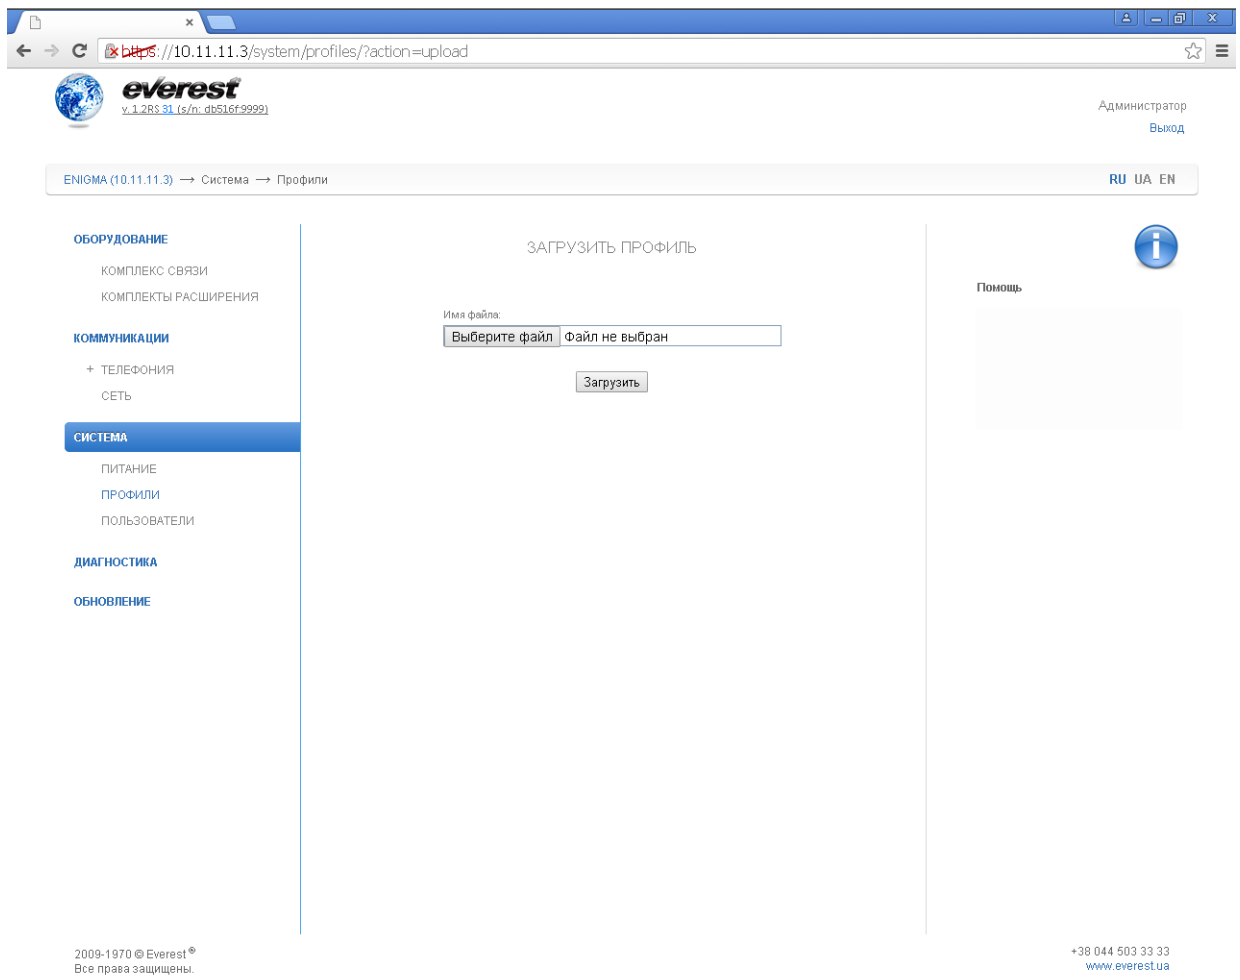 https://10.11.11.3/system/profiles/?action=upload
everest
v. 1.2RS 31 (s/n: db516f:9999)
Администратор
Выход
ENIGMA (10.11.11.3) → Система → Профили
RU UA EN
ОБОРУДОВАНИЕ
КОМПЛЕКС СВЯЗИ
КОМПЛЕКТЫ РАСШИРЕНИЯ
КОММУНИКАЦИИ
+ ТЕЛЕФОНИЯ
СЕТЬ
СИСТЕМА
ПИТАНИЕ
ПРОФИЛИ
ПОЛЬЗОВАТЕЛИ
ДИАГНОСТИКА
ОБНОВЛЕНИЕ
ЗАГРУЗИТЬ ПРОФИЛЬ
Имя файла:
Выберите файл Файл не выбран
Загрузить
Помощь
2009-1970 © Everest ®
Все права защищены.
+38 044 503 33 33
www.everest.ua